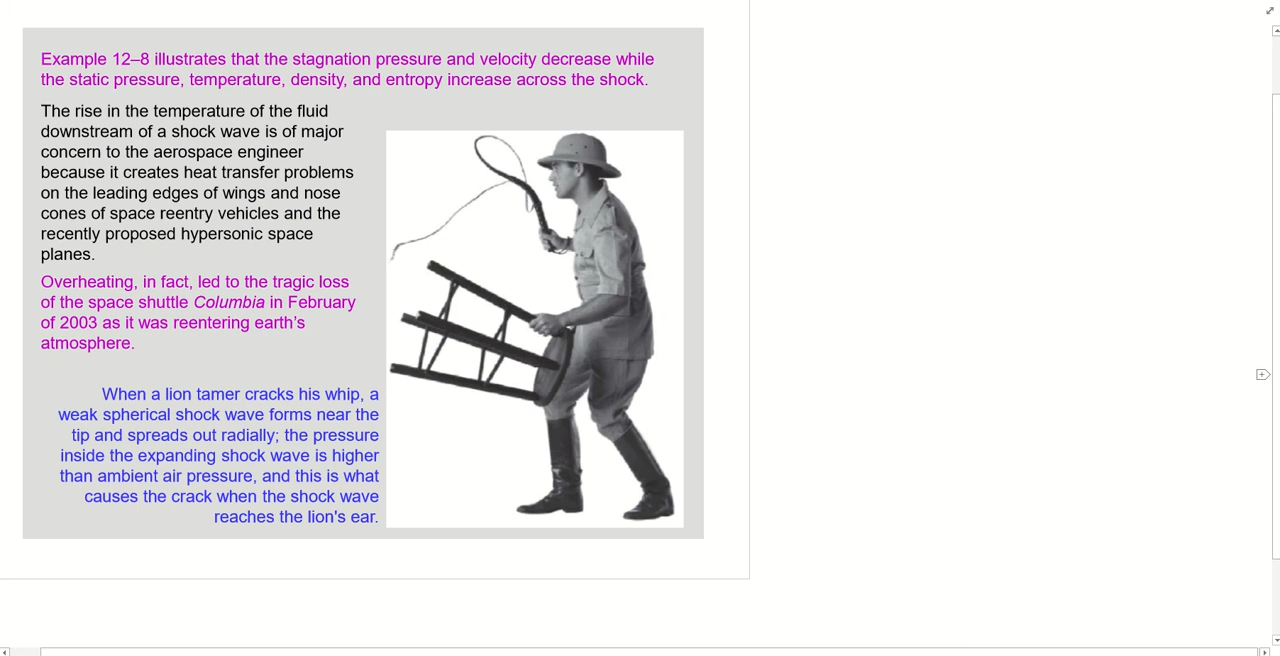 Example 12–8 illustrates that the stagnation pressure and velocity decrease while
the static pressure, temperature, density, and entropy increase across the shock.
The rise in the temperature of the fluid
downstream of a shock wave is of major
concern to the aerospace engineer
because it creates heat transfer problems
on the leading edges of wings and nose
cones of space reentry vehicles and the
recently proposed hypersonic space
planes.
Overheating, in fact, led to the tragic loss
of the space shuttle Columbia in February
of 2003 as it was reentering earth’s
atmosphere.
When a lion tamer cracks his whip, a
weak spherical shock wave forms near the
tip and spreads out radially; the pressure
inside the expanding shock wave is higher
than ambient air pressure, and this is what
causes the crack when the shock wave
reaches the lion's ear.